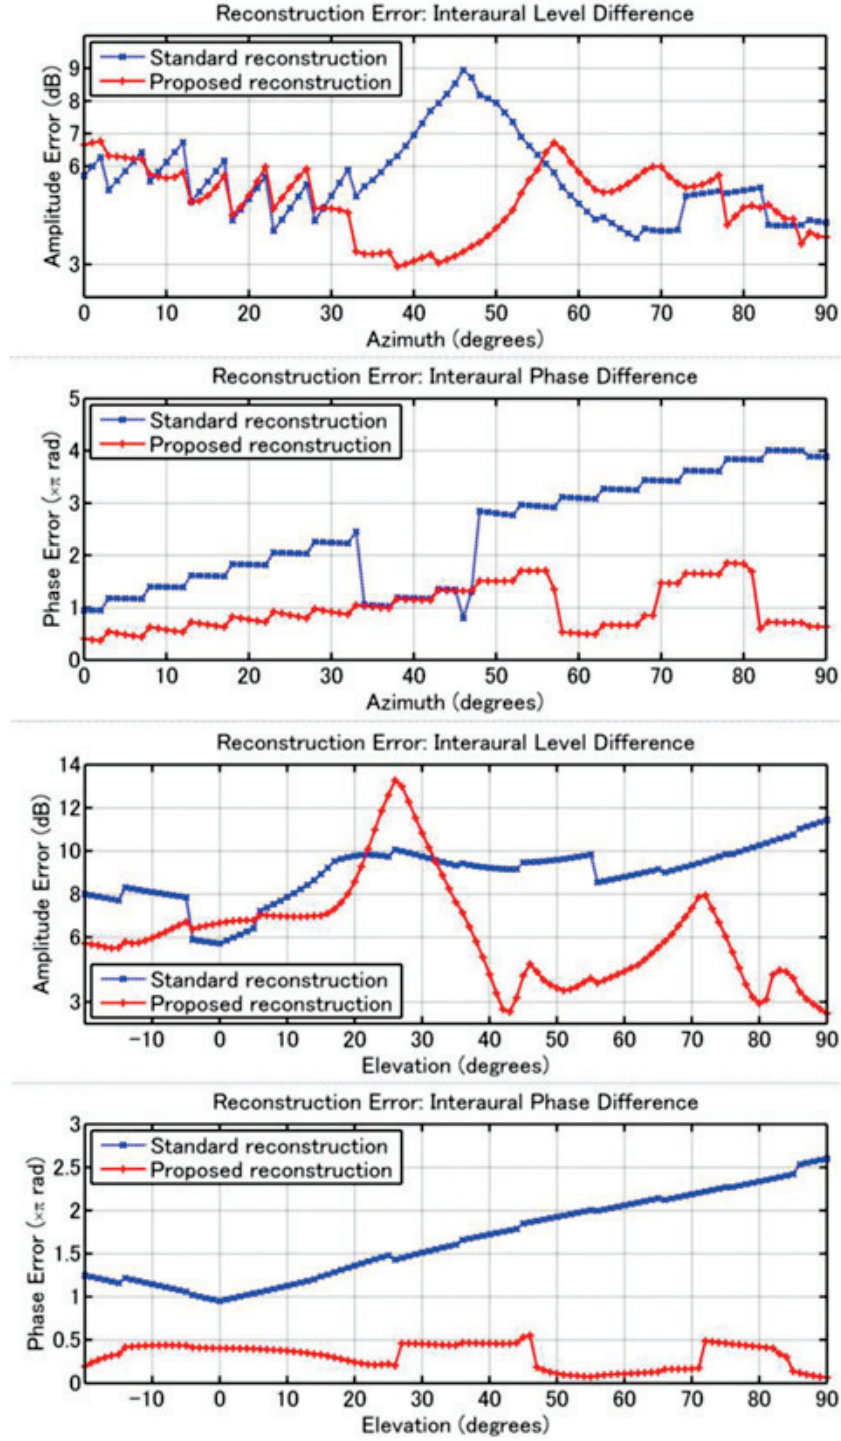 Reconstruction Error: Interaural Level Difference
Standard reconstruction
Proposed reconstruction
Amplitude Error (dB)
9
8
7
6
3
0 10 20 30 40 50 60 70 80 90
Azimuth (degrees)
Reconstruction Error: Interaural Phase Difference
Standard reconstruction
Proposed reconstruction
Phase Error (×π rad)
5
4
3
2
1
0
0 10 20 30 40 50 60 70 80 90
Azimuth (degrees)
Reconstruction Error: Interaural Level Difference
Amplitude Error (dB)
14
12
10
8
6
3
Standard reconstruction
Proposed reconstruction
−10 0 10 20 30 40 50 60 70 80 90
Elevation (degrees)
Reconstruction Error: Interaural Phase Difference
Standard reconstruction
Proposed reconstruction
Phase Error (×π rad)
3
2.5
2
1.5
1
0.5
0
−10 0 10 20 30 40 50 60 70 80 90
Elevation (degrees)